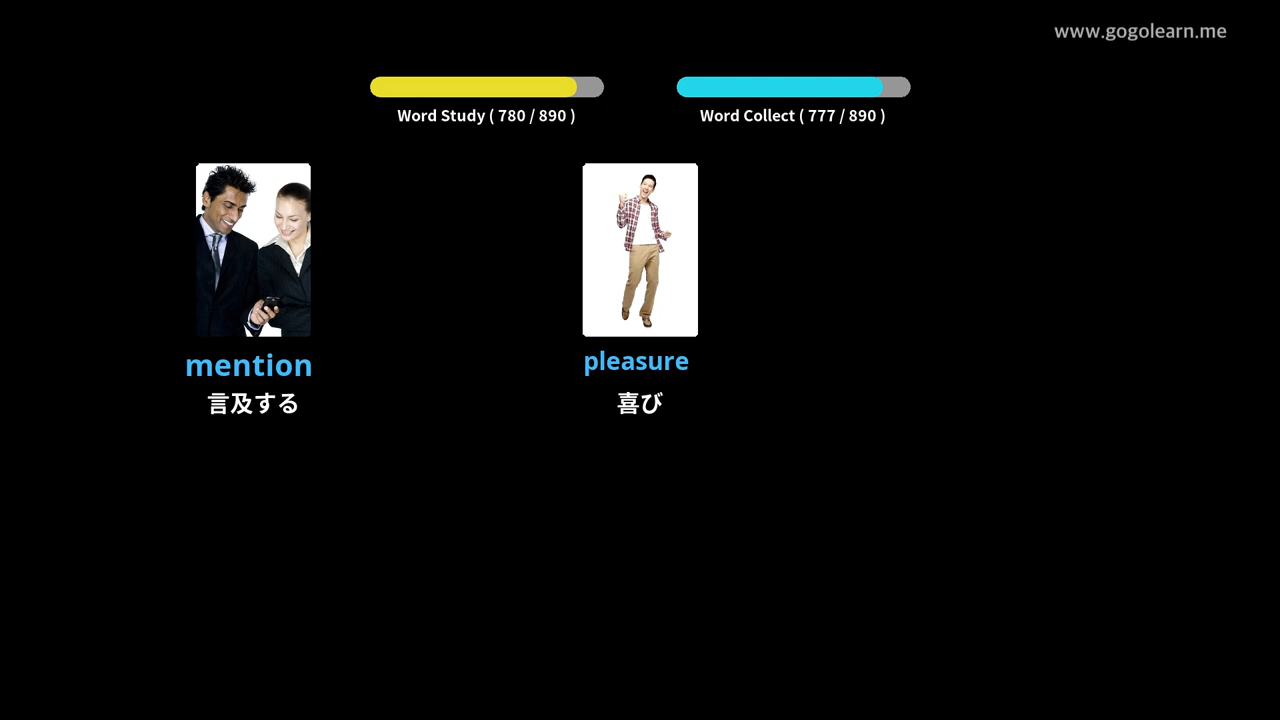 www.gogolearn.me
Word Study ( 780 / 890 )
Word Collect ( 777 / 890 )
mention
言及する
pleasure
喜び